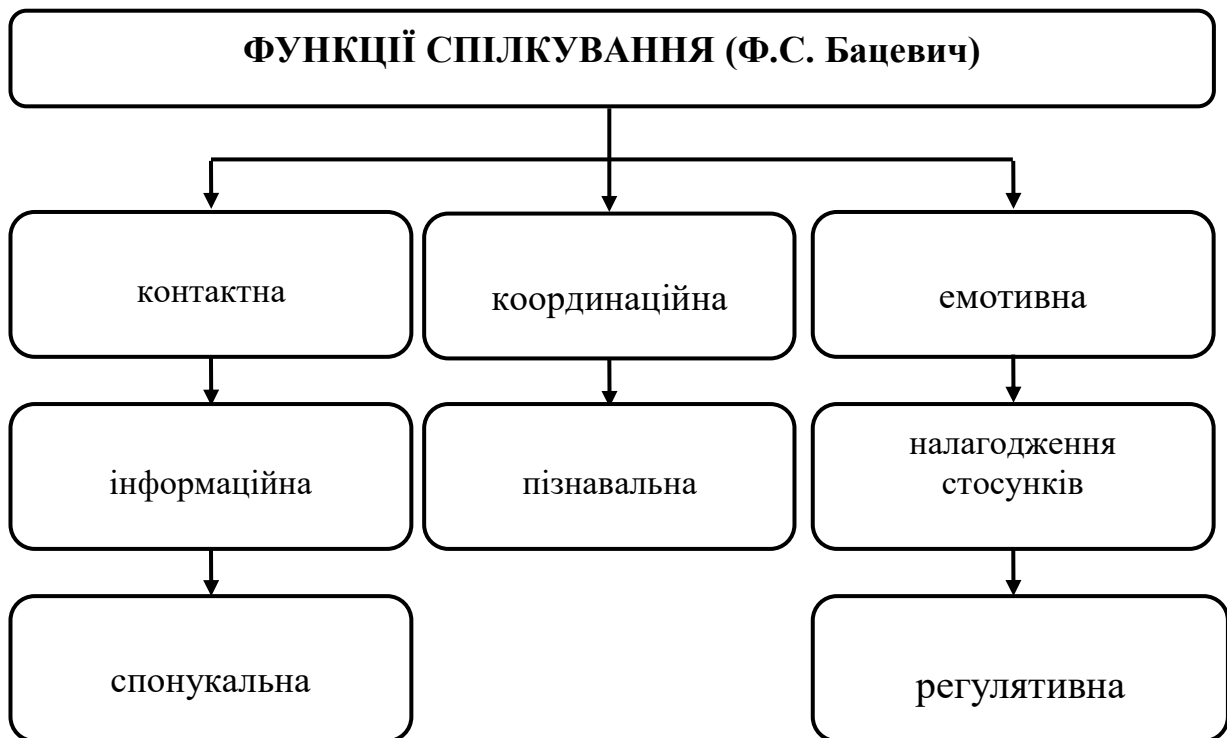 ФУНКЦІЇ СПІЛКУВАННЯ (Ф.С. Бацевич)
контактна
координаційна
емотивна
інформаційна
пізнавальна
налагодження
стосунків
спонукальна
регулятивна